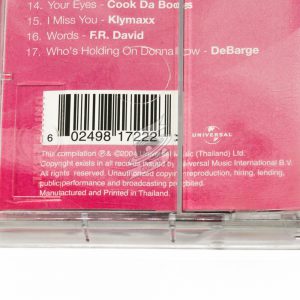 14. Your Eyes - Cook Da Books
15. I Miss You - Klymaxx
16. Words - F.R. David
17. Who's Holding On Donna Now - DeBarge
6 02498 17222
UNIVERSAL
This compilation ℗ & ©2004 Universal Music (Thailand) Ltd.
Copyright exists in all records issued by Universal Music International B.V.
All rights reserved. Unauthorized copying, reproduction, hiring, lending,
public performance and broadcasting prohibited.
Manufactured and Printed in Thailand.